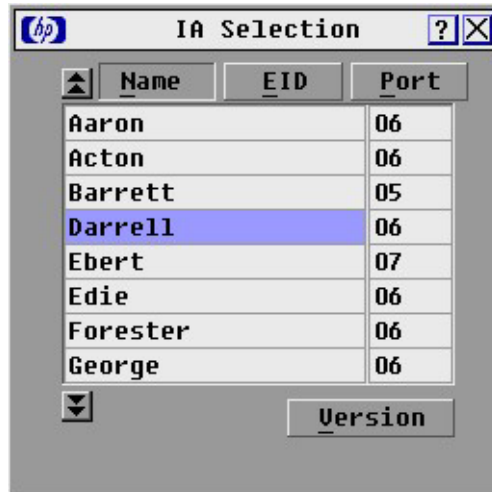 hp IA Selection ? X
Name EID Port
Aaron 06
Acton 06
Barrett 05
Darrell 06
Ebert 07
Edie 06
Forester 06
George 06
Version